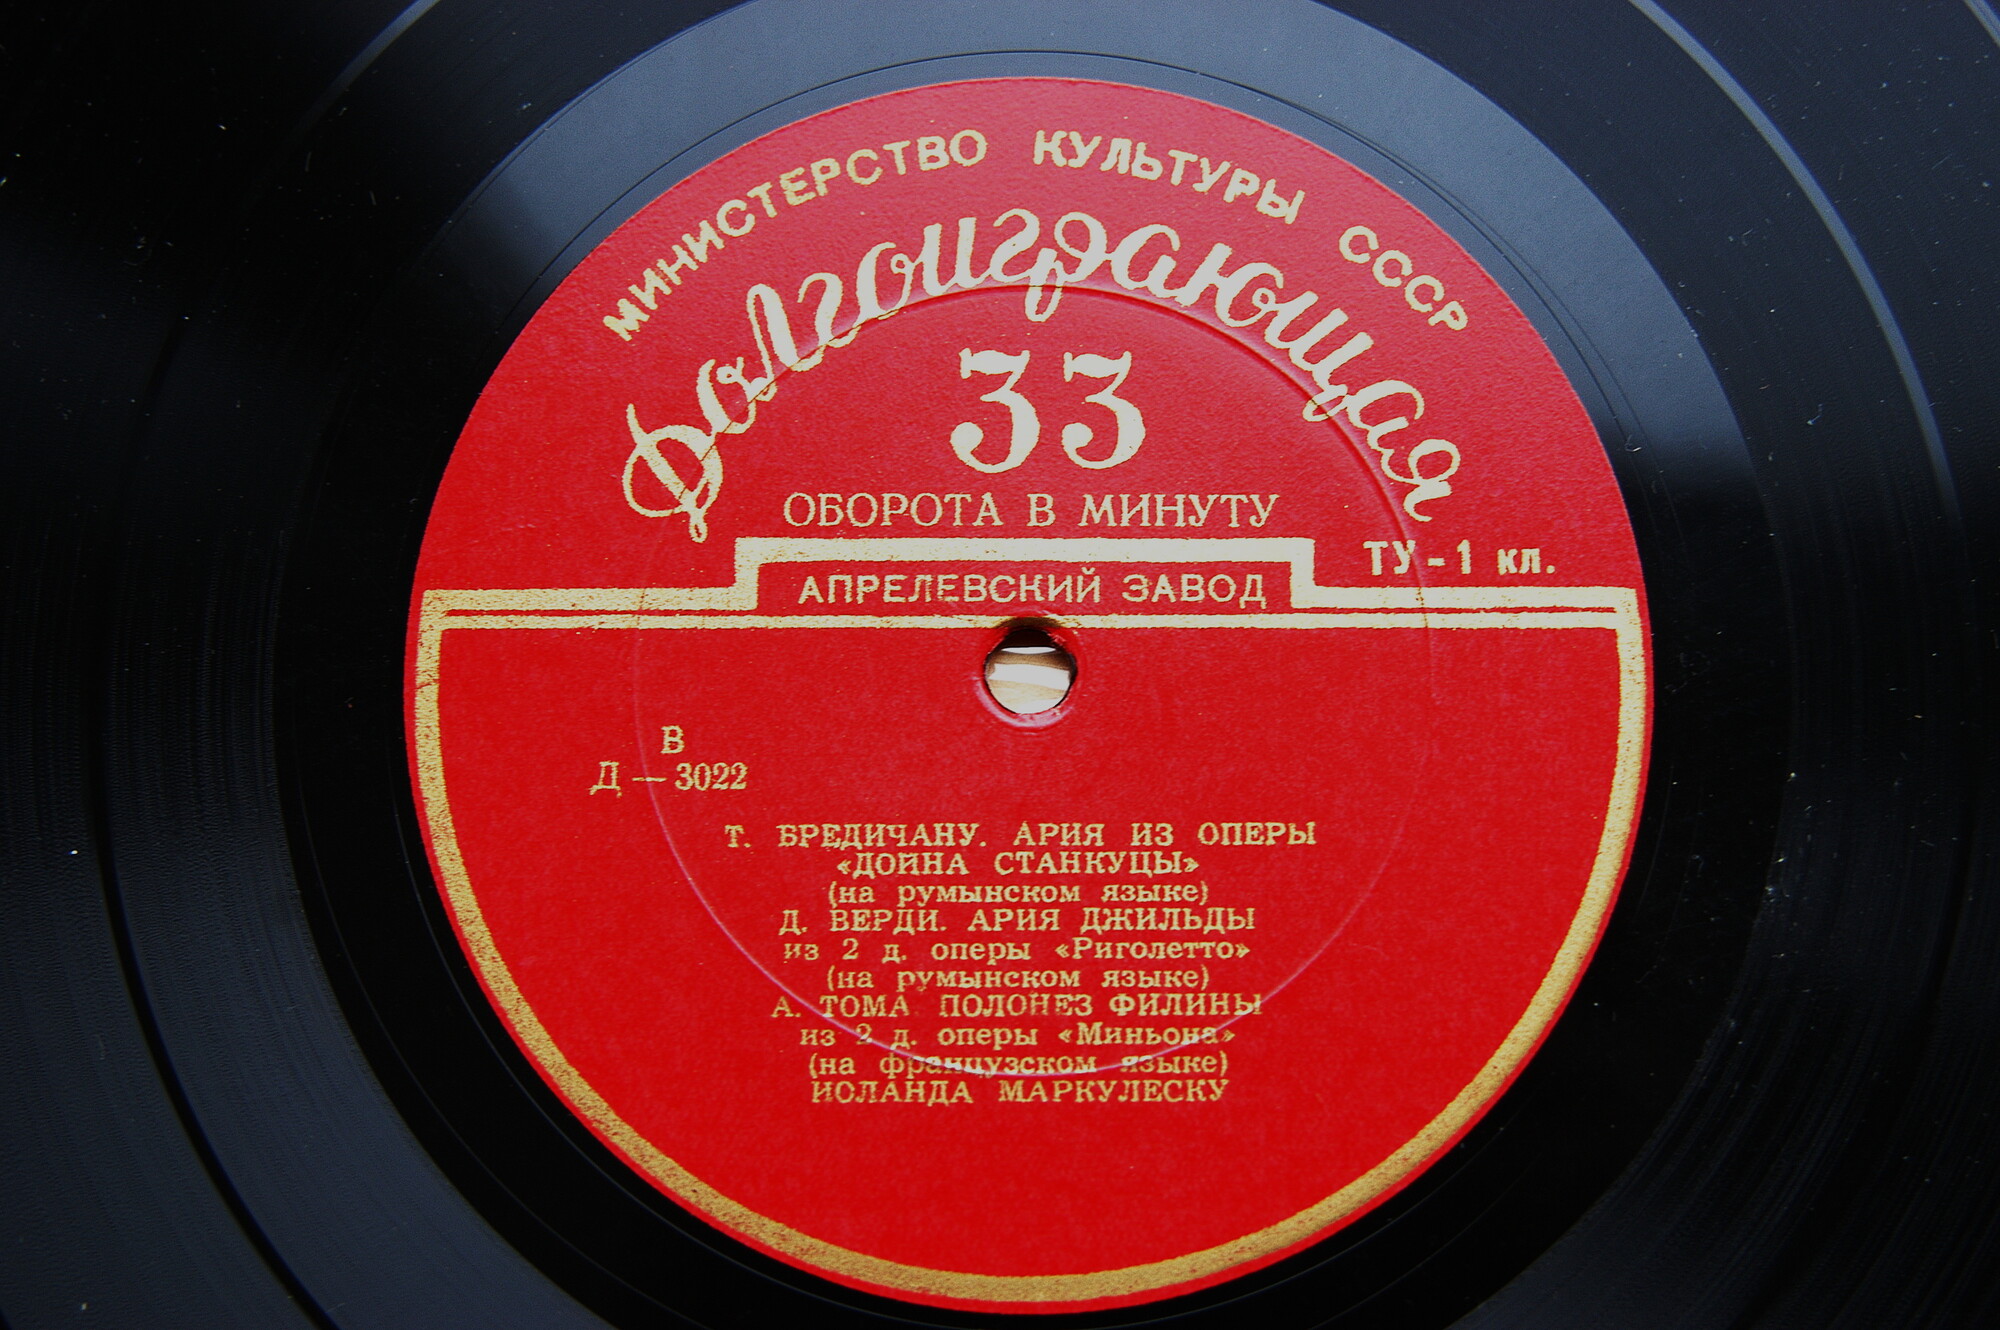 МИНИСТЕРСТВО КУЛЬТУРЫ СССР
Долгоиграющая
33
ОБОРОТА В МИНУТУ
ТУ-1 кл.
АПРЕЛЕВСКИЙ ЗАВОД
В
Д — 3022
Т. БРЕДИЧАНУ. АРИЯ ИЗ ОПЕРЫ
«ДОЙНА СТАНКУЦЫ»
(на румынском языке)
Д. ВЕРДИ. АРИЯ ДЖИЛЬДЫ
из 2 д. оперы «Риголетто»
(на румынском языке)
А. ТОМА ПОЛОНЕЗ ФИЛИНЫ
из 2 д. оперы «Миньона»
(на французском языке)
ИОЛАНДА МАРКУЛЕСКУ